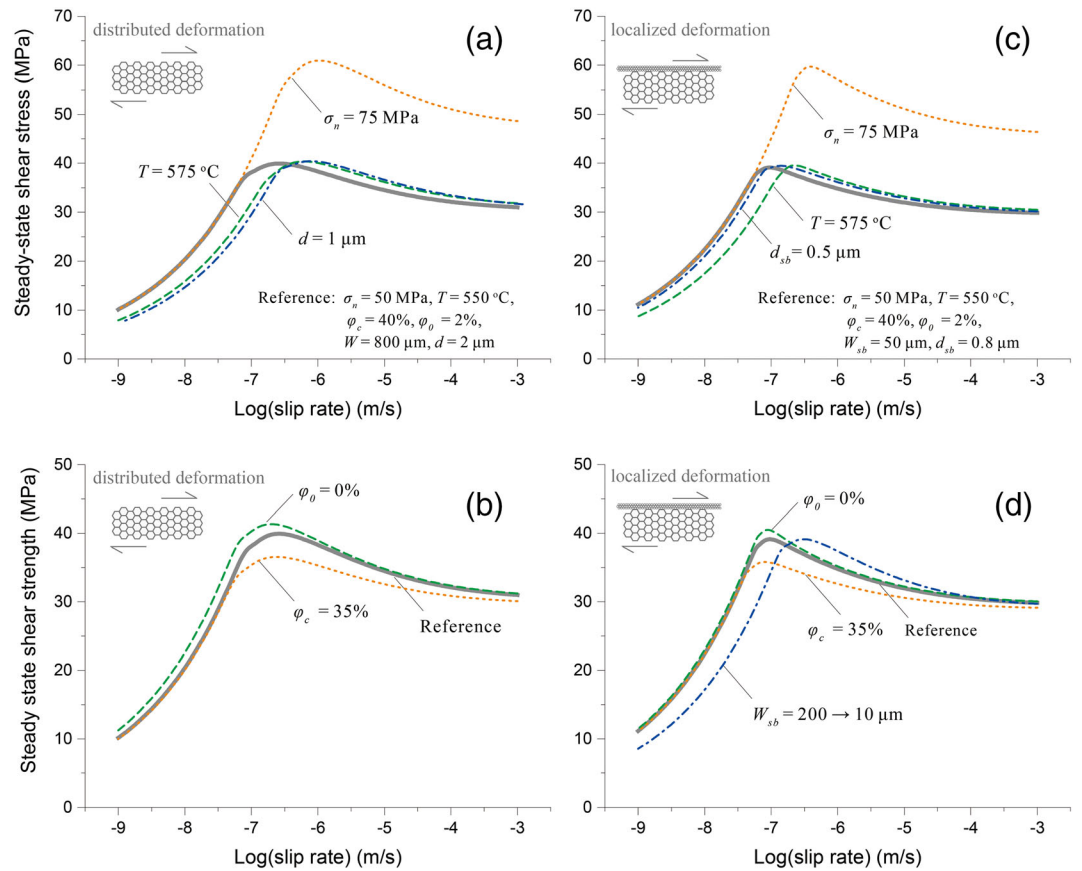 distributed deformation
(a)
σn = 75 MPa
T = 575 °C
d = 1 μm
Reference: σn = 50 MPa, T = 550 °C,
φc = 40%, φ0 = 2%,
W = 800 μm, d = 2 μm
Steady-state shear stress (MPa)
70
60
50
40
30
20
10
0
-9 -8 -7 -6 -5 -4 -3
Log(slip rate) (m/s)
localized deformation
(c)
σn = 75 MPa
T = 575 °C
dsb = 0.5 μm
Reference: σn = 50 MPa, T = 550 °C,
φc = 40%, φ0 = 2%,
Wsb = 50 μm, dsb = 0.8 μm
70
60
50
40
30
20
10
0
-9 -8 -7 -6 -5 -4 -3
Log(slip rate) (m/s)
distributed deformation
(b)
φ0 = 0%
φc = 35%
Reference
Steady state shear strength (MPa)
50
40
30
20
10
0
-9 -8 -7 -6 -5 -4 -3
Log(slip rate) (m/s)
localized deformation
(d)
φ0 = 0%
φc = 35%
Reference
Wsb = 200 → 10 μm
50
40
30
20
10
0
-9 -8 -7 -6 -5 -4 -3
Log(slip rate) (m/s)